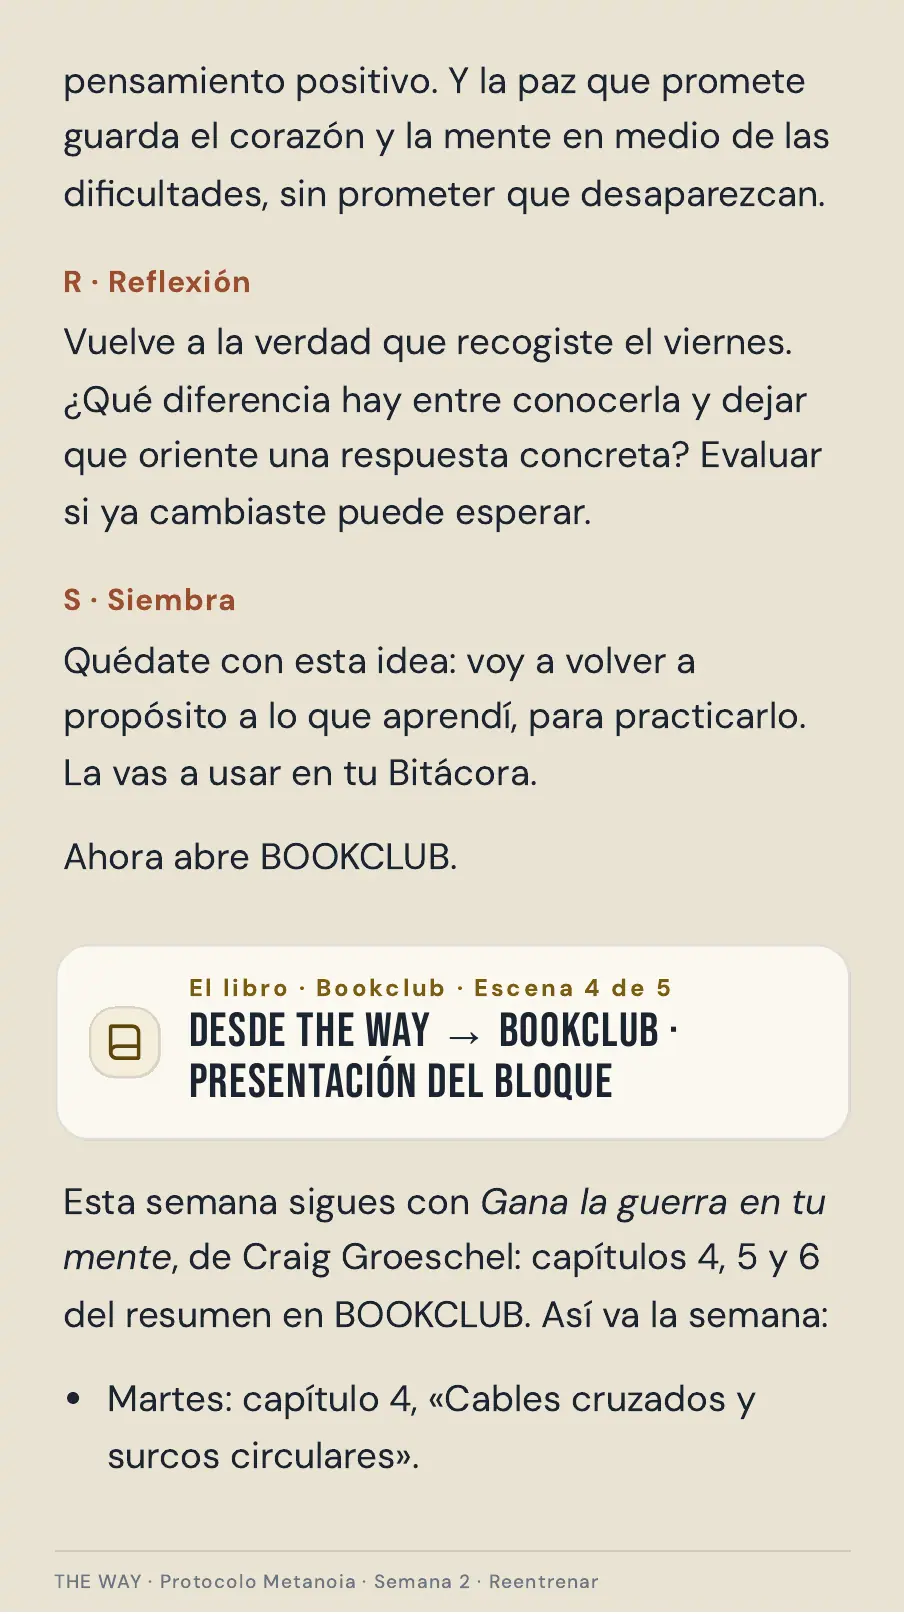 pensamiento positivo. Y la paz que promete
guarda el corazón y la mente en medio de las
dificultades, sin prometer que desaparezcan.
R · Reflexión
Vuelve a la verdad que recogiste el viernes.
¿Qué diferencia hay entre conocerla y dejar
que oriente una respuesta concreta? Evaluar
si ya cambiaste puede esperar.
S · Siembra
Quédate con esta idea: voy a volver a
propósito a lo que aprendí, para practicarlo.
La vas a usar en tu Bitácora.
Ahora abre BOOKCLUB.
El libro · Bookclub · Escena 4 de 5
DESDE THE WAY → BOOKCLUB ·
PRESENTACIÓN DEL BLOQUE
Esta semana sigues con Gana la guerra en tu
mente, de Craig Groeschel: capítulos 4, 5 y 6
del resumen en BOOKCLUB. Así va la semana:
• Martes: capítulo 4, «Cables cruzados y
surcos circulares».
THE WAY · Protocolo Metanoia · Semana 2 · Reentrenar